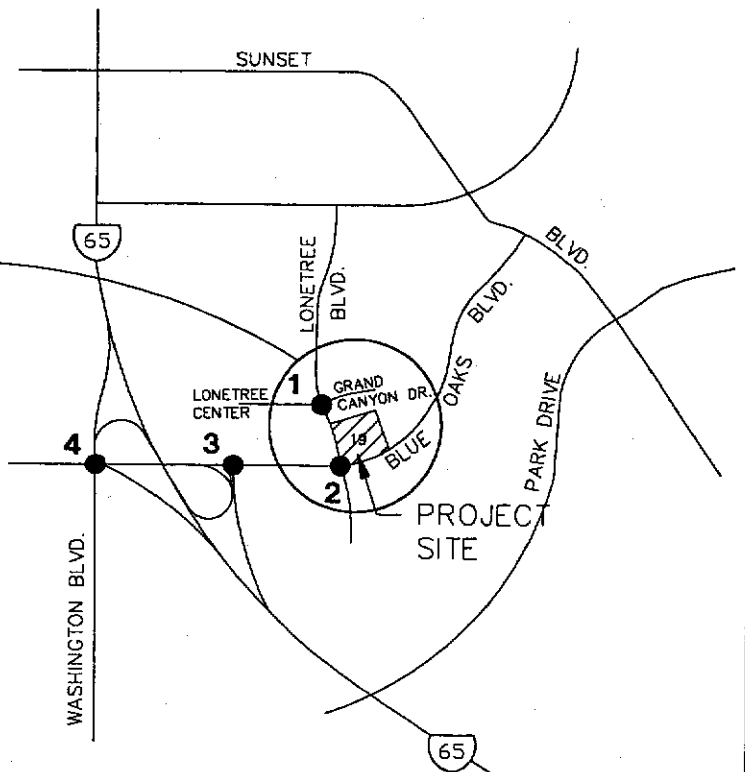 SUNSET
65
BLVD.
LONETREE
BLVD.
BLVD.
OAKS
BLUE
1
GRAND
CANYON DR.
LONETREE
CENTER
19
PARK DRIVE
4
3
2
PROJECT
SITE
WASHINGTON BLVD.
65